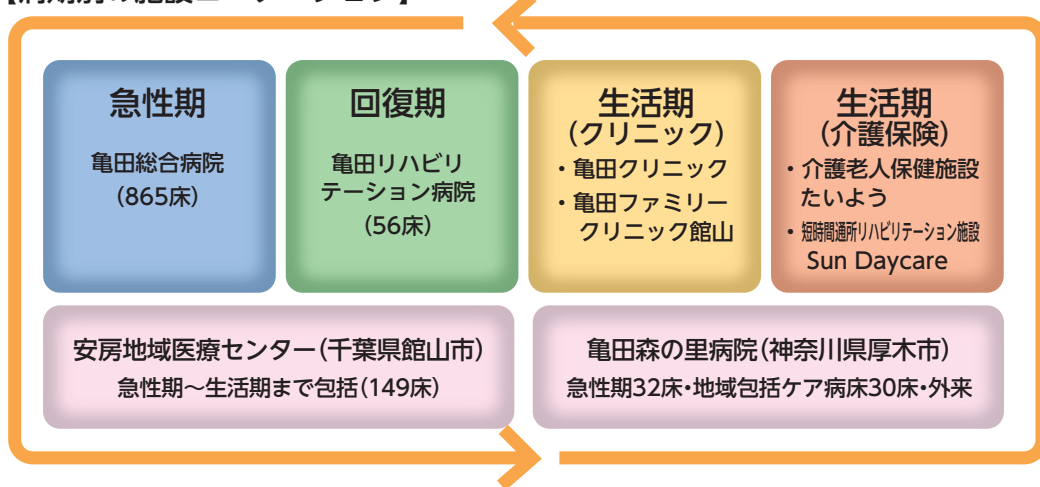 急性期
亀田総合病院
(865床)
回復期
亀田リハビリ
テーション病院
(56床)
生活期
(クリニック)
・亀田クリニック
・亀田ファミリー
クリニック館山
生活期
(介護保険)
・介護老人保健施設
たいよう
・短時間通所リハビリテーション施設
Sun Daycare
安房地域医療センター(千葉県館山市)
急性期~生活期まで包括(149床)
亀田森の里病院(神奈川県厚木市)
急性期32床・地域包括ケア病床30床・外来